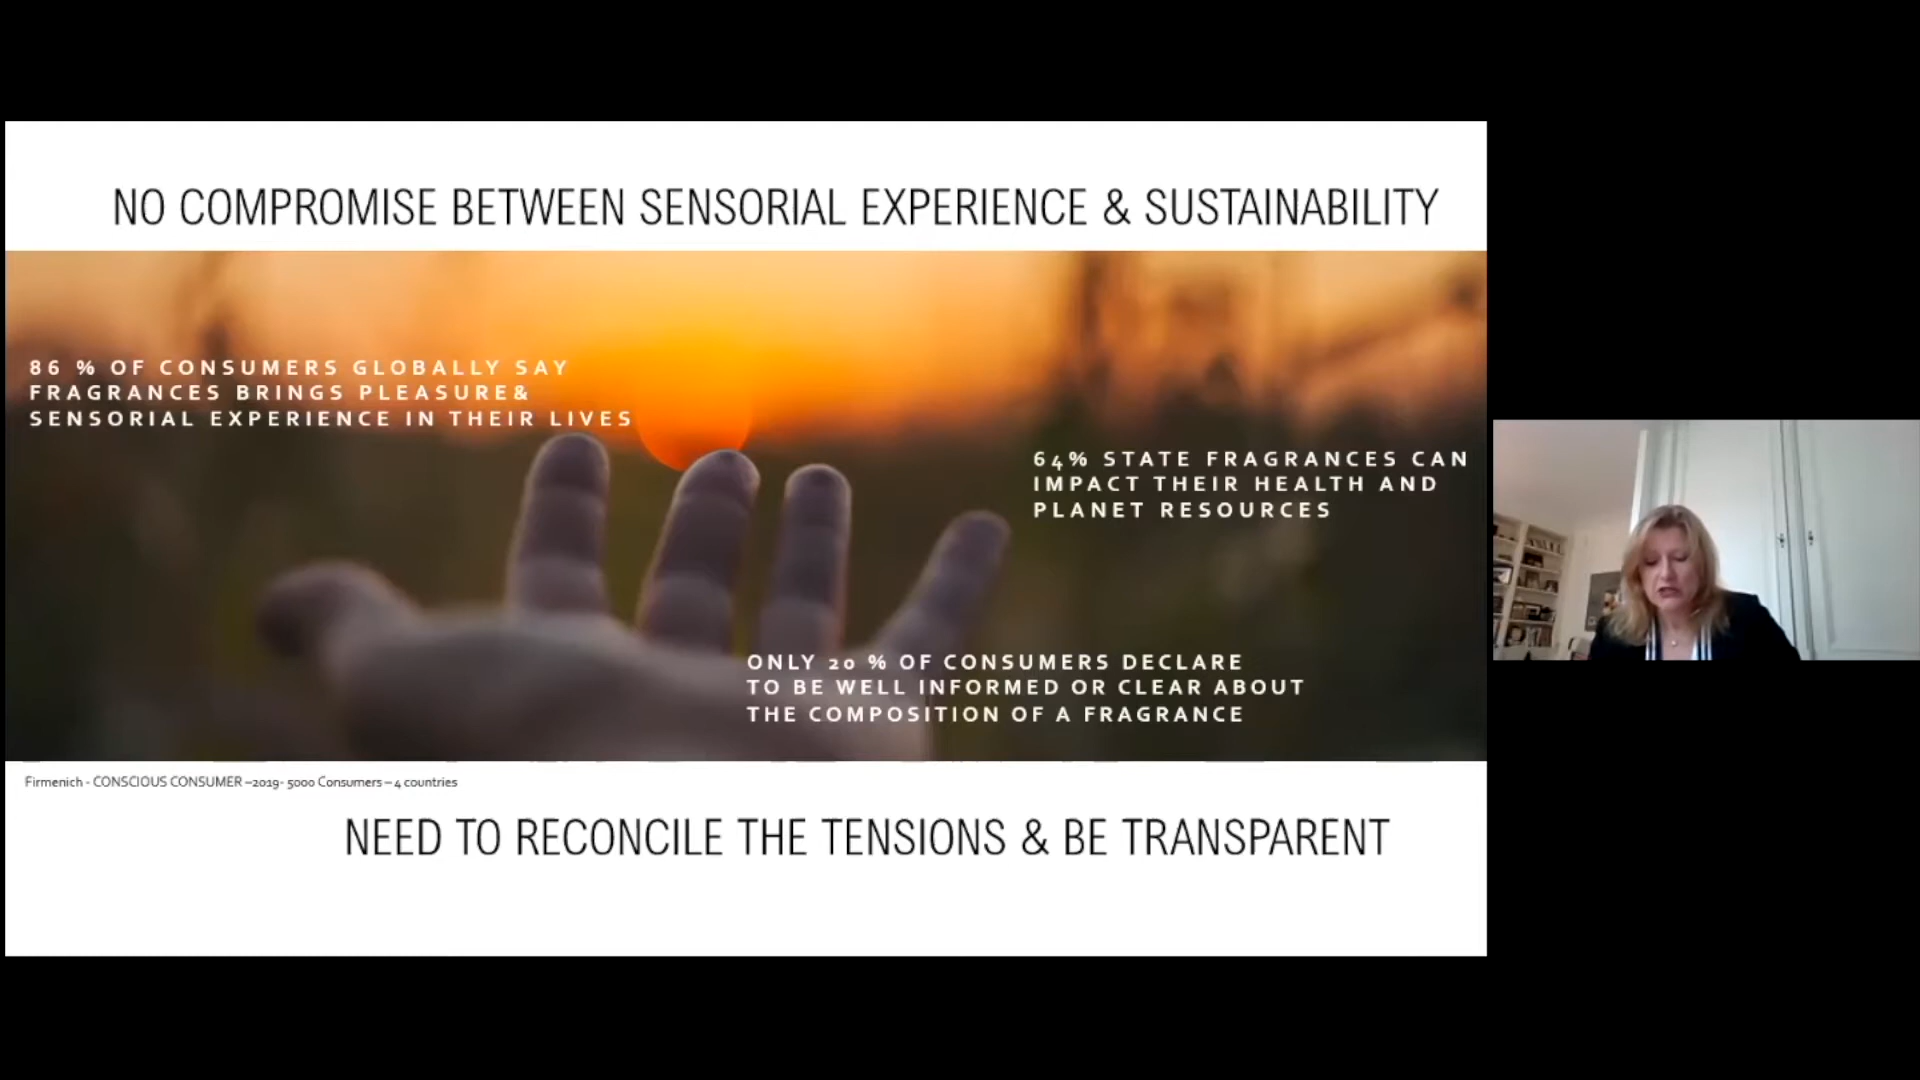 NO COMPROMISE BETWEEN SENSORIAL EXPERIENCE & SUSTAINABILITY
86 % OF CONSUMERS GLOBALLY SAY
FRAGRANCES BRINGS PLEASURE&
SENSORIAL EXPERIENCE IN THEIR LIVES
64% STATE FRAGRANCES CAN
IMPACT THEIR HEALTH AND
PLANET RESOURCES
ONLY 20 % OF CONSUMERS DECLARE
TO BE WELL INFORMED OR CLEAR ABOUT
THE COMPOSITION OF A FRAGRANCE
Firmenich - CONSCIOUS CONSUMER –2019- 5000 Consumers – 4 countries
NEED TO RECONCILE THE TENSIONS & BE TRANSPARENT